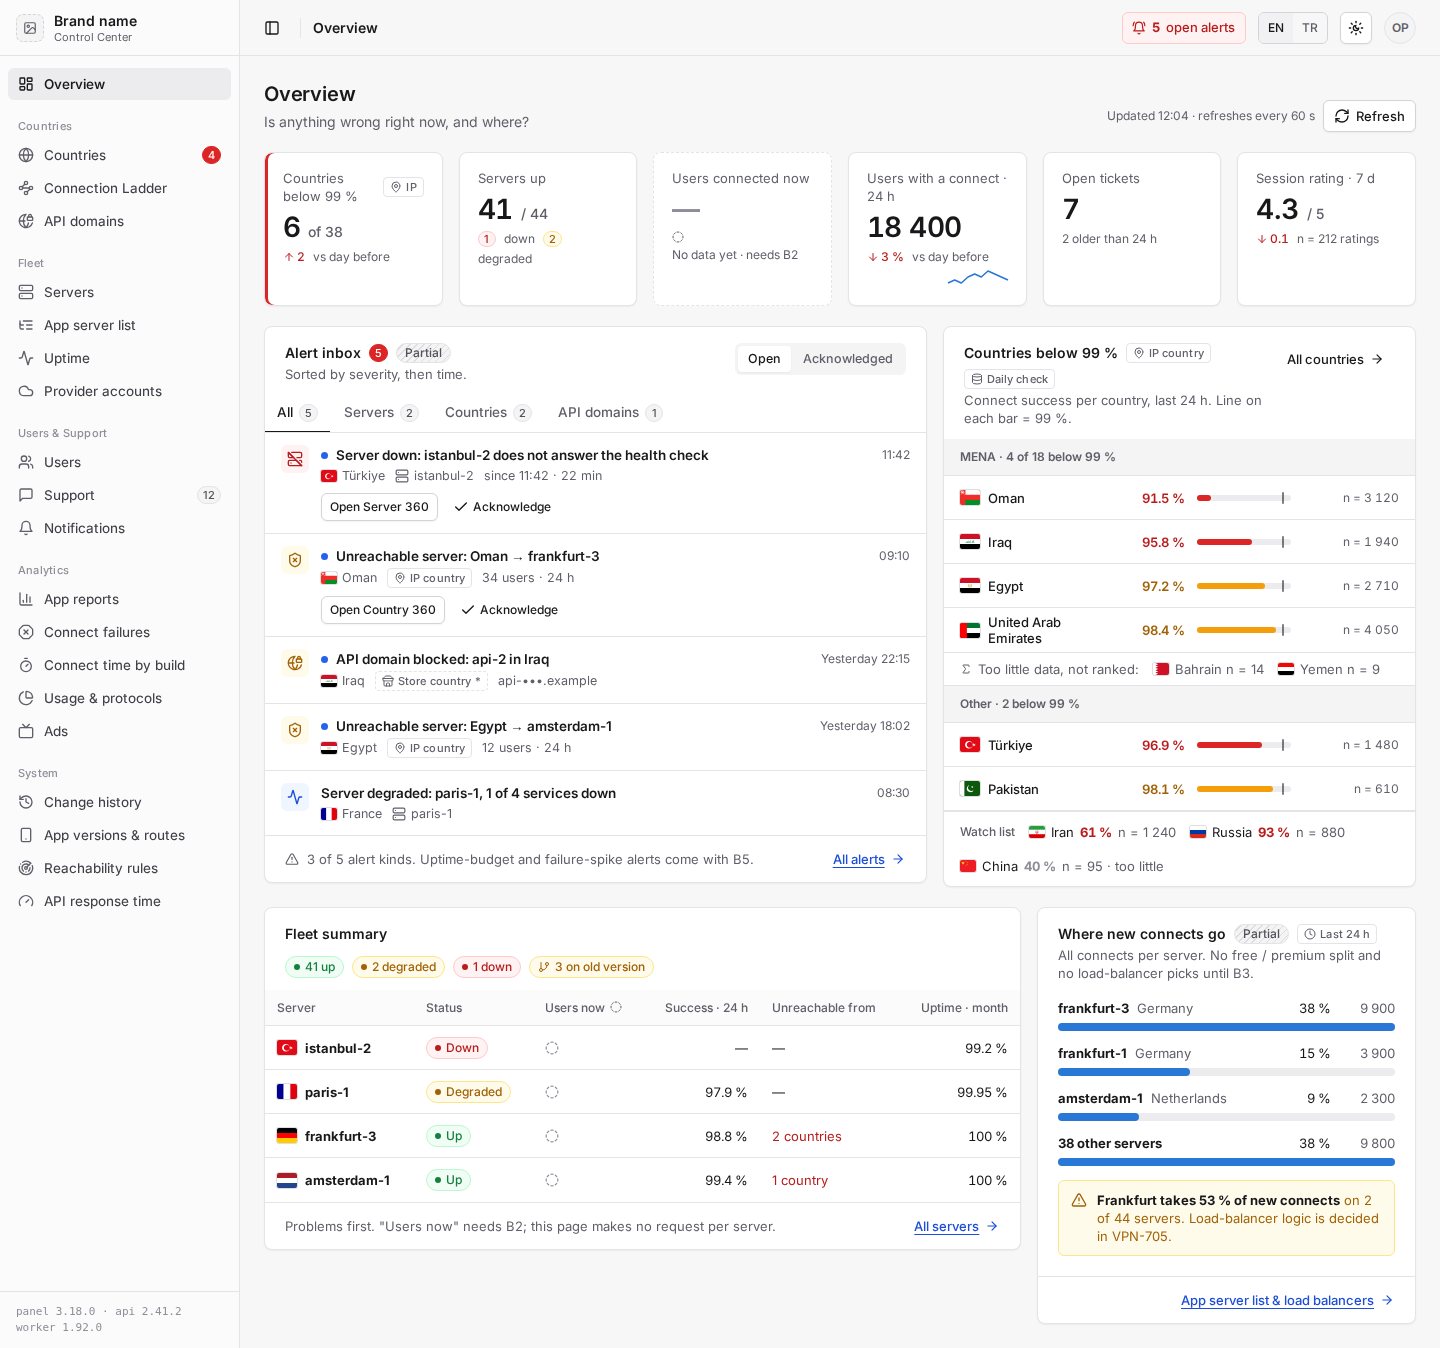 Brand name
Control Center
Overview
5 open alerts
EN TR
OP
Overview
Countries
Countries 4
Connection Ladder
API domains
Fleet
Servers
App server list
Uptime
Provider accounts
Users & Support
Users
Support 12
Notifications
Analytics
App reports
Connect failures
Connect time by build
Usage & protocols
Ads
System
Change history
App versions & routes
Reachability rules
API response time
panel 3.18.0 · api 2.41.2
worker 1.92.0
Overview
Is anything wrong right now, and where?
Updated 12:04 · refreshes every 60 s
Refresh
Countries
below 99 %
IP
6 of 38
↑ 2 vs day before
Servers up
41 / 44
1 down 2
degraded
Users connected now
—
No data yet · needs B2
Users with a connect ·
24 h
18 400
↓ 3 % vs day before
Open tickets
7
2 older than 24 h
Session rating · 7 d
4.3 / 5
↓ 0.1 n = 212 ratings
Alert inbox 5 Partial
Sorted by severity, then time.
Open Acknowledged
All 5 Servers 2 Countries 2 API domains 1
Server down: istanbul-2 does not answer the health check 11:42
Türkiye istanbul-2 since 11:42 · 22 min
Open Server 360 Acknowledge
Unreachable server: Oman → frankfurt-3 09:10
Oman IP country 34 users · 24 h
Open Country 360 Acknowledge
API domain blocked: api-2 in Iraq Yesterday 22:15
Iraq Store country * api-•••.example
Unreachable server: Egypt → amsterdam-1 Yesterday 18:02
Egypt IP country 12 users · 24 h
Server degraded: paris-1, 1 of 4 services down 08:30
France paris-1
3 of 5 alert kinds. Uptime-budget and failure-spike alerts come with B5.
All alerts →
Countries below 99 % IP country
Daily check
All countries →
Connect success per country, last 24 h. Line on
each bar = 99 %.
MENA · 4 of 18 below 99 %
Oman 91.5 % n = 3 120
Iraq 95.8 % n = 1 940
Egypt 97.2 % n = 2 710
United Arab
Emirates 98.4 % n = 4 050
Σ Too little data, not ranked: Bahrain n = 14 Yemen n = 9
Other · 2 below 99 %
Türkiye 96.9 % n = 1 480
Pakistan 98.1 % n = 610
Watch list Iran 61 % n = 1 240 Russia 93 % n = 880
China 40 % n = 95 · too little
Fleet summary
41 up 2 degraded 1 down 3 on old version
Server Status Users now Success · 24 h Unreachable from Uptime · month
istanbul-2 Down — — 99.2 %
paris-1 Degraded 97.9 % — 99.95 %
frankfurt-3 Up 98.8 % 2 countries 100 %
amsterdam-1 Up 99.4 % 1 country 100 %
Problems first. "Users now" needs B2; this page makes no request per server.
All servers →
Where new connects go Partial Last 24 h
All connects per server. No free / premium split and
no load-balancer picks until B3.
frankfurt-3 Germany 38 % 9 900
frankfurt-1 Germany 15 % 3 900
amsterdam-1 Netherlands 9 % 2 300
38 other servers 38 % 9 800
Frankfurt takes 53 % of new connects on 2
of 44 servers. Load-balancer logic is decided
in VPN-705.
App server list & load balancers →